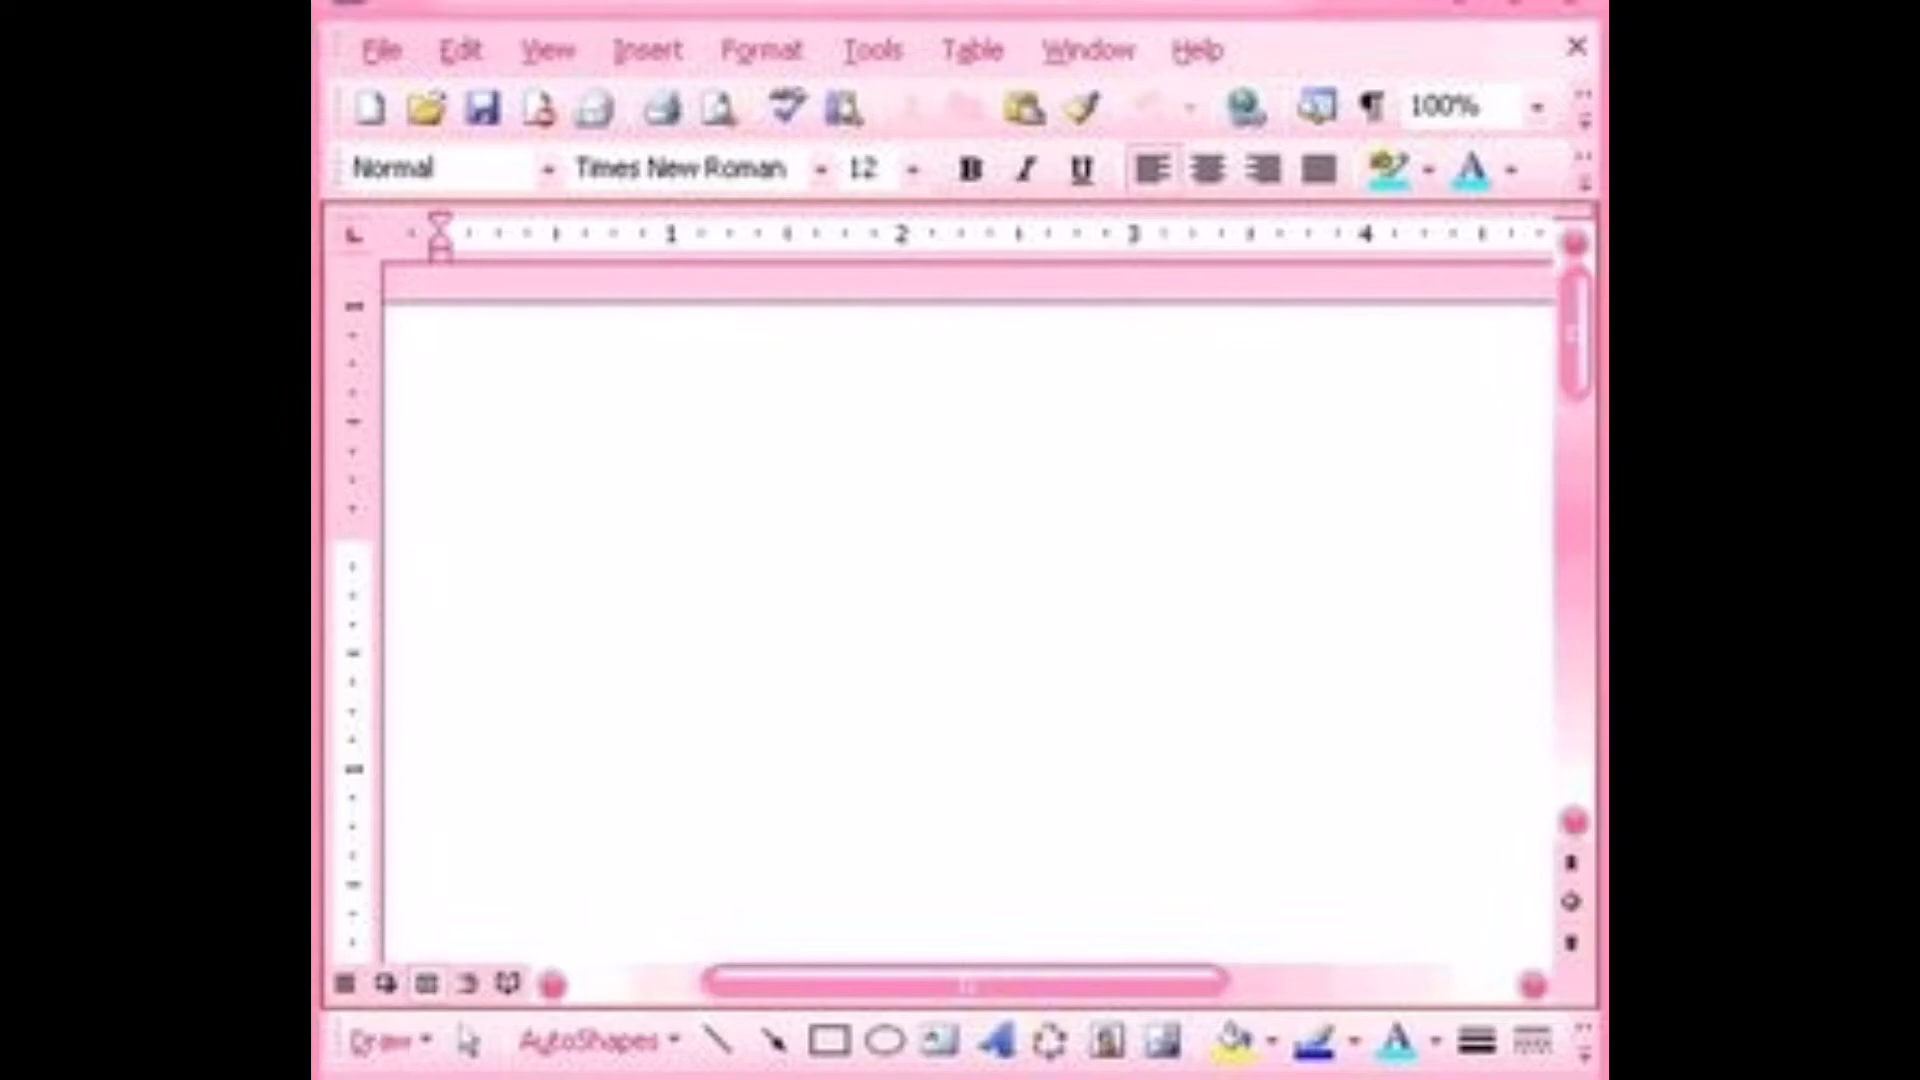 File Edit View Insert Format Tools Table Window Help
100%
Normal Times New Roman 12 B I U A
1 2 3 4
Draw AutoShapes A